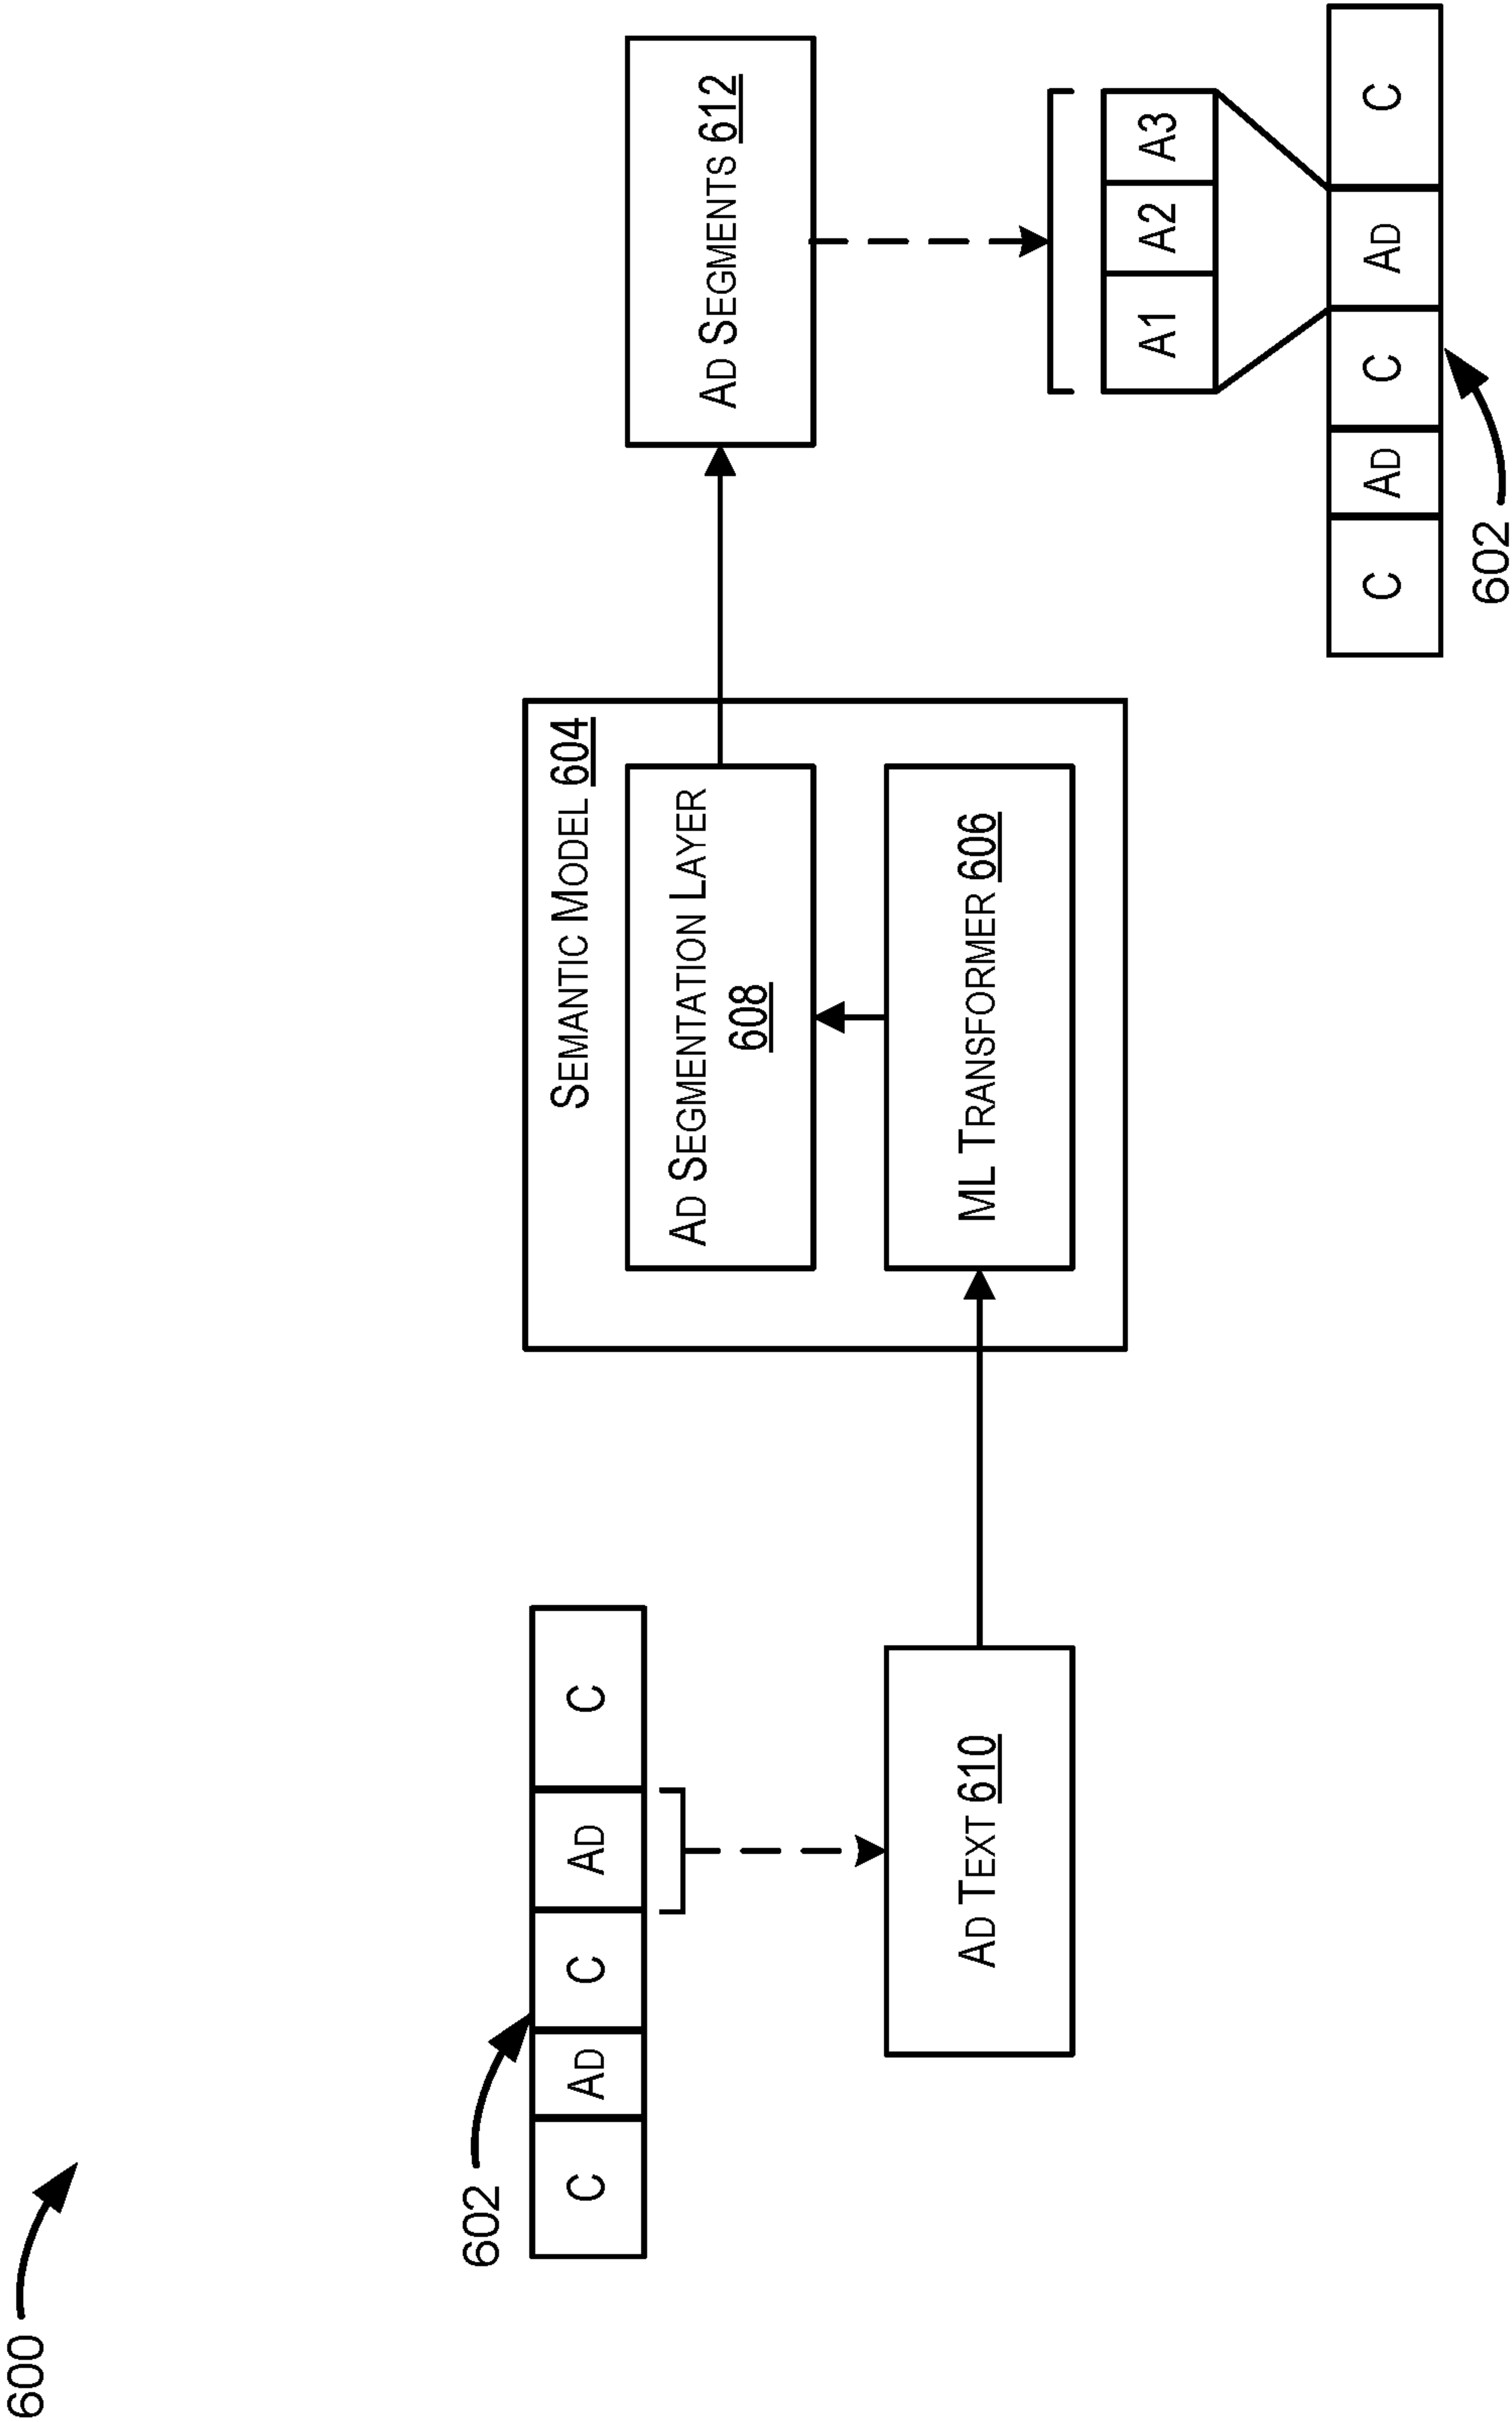 600
602
C
AD
C
AD
C
AD TEXT 610
SEMANTIC MODEL 604
AD SEGMENTATION LAYER
608
ML TRANSFORMER 606
AD SEGMENTS 612
A1
A2
A3
C
AD
C
AD
C
602